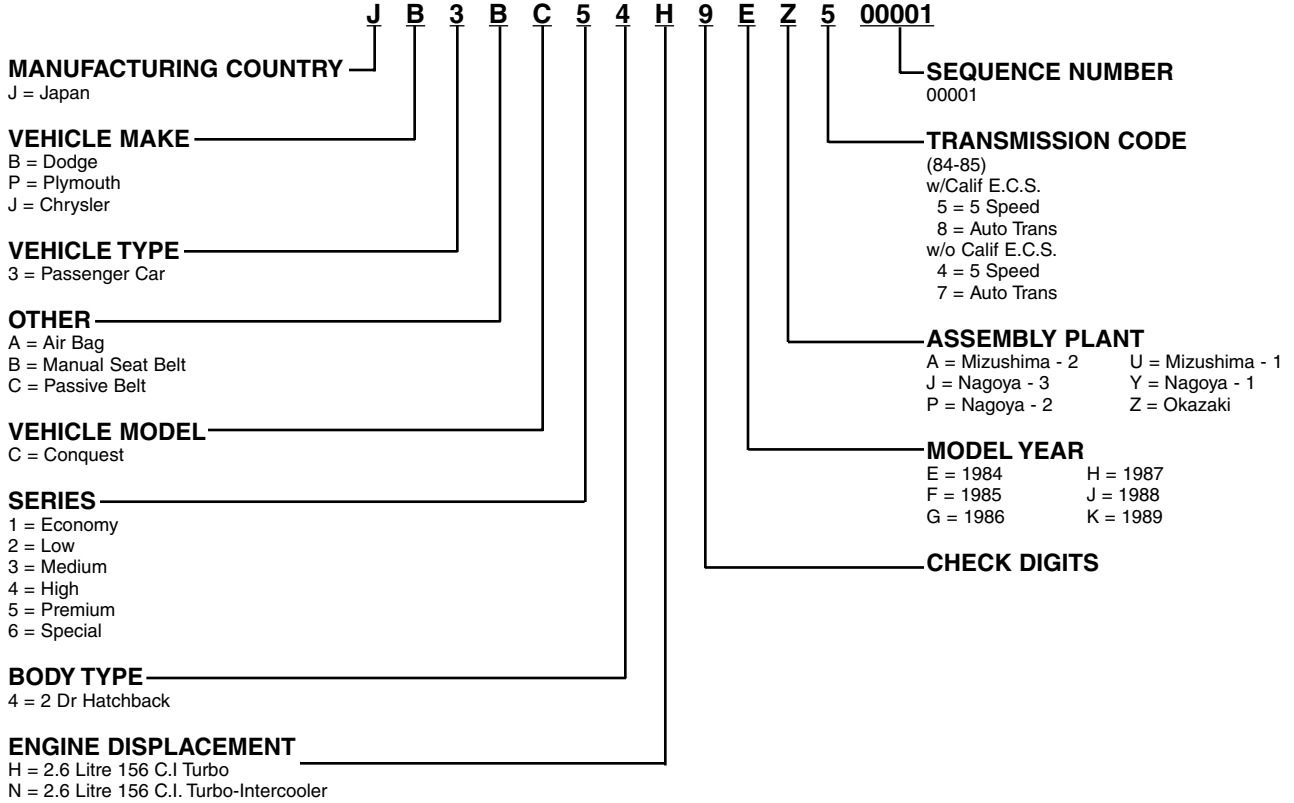 J B 3 B C 5 4 H 9 E Z 5 00001
MANUFACTURING COUNTRY
J = Japan
VEHICLE MAKE
B = Dodge
P = Plymouth
J = Chrysler
VEHICLE TYPE
3 = Passenger Car
OTHER
A = Air Bag
B = Manual Seat Belt
C = Passive Belt
VEHICLE MODEL
C = Conquest
SERIES
1 = Economy
2 = Low
3 = Medium
4 = High
5 = Premium
6 = Special
BODY TYPE
4 = 2 Dr Hatchback
ENGINE DISPLACEMENT
H = 2.6 Litre 156 C.I Turbo
N = 2.6 Litre 156 C.I. Turbo-Intercooler
SEQUENCE NUMBER
00001
TRANSMISSION CODE
(84-85)
w/Calif E.C.S.
5 = 5 Speed
8 = Auto Trans
w/o Calif E.C.S.
4 = 5 Speed
7 = Auto Trans
ASSEMBLY PLANT
A = Mizushima - 2 U = Mizushima - 1
J = Nagoya - 3 Y = Nagoya - 1
P = Nagoya - 2 Z = Okazaki
MODEL YEAR
E = 1984 H = 1987
F = 1985 J = 1988
G = 1986 K = 1989
CHECK DIGITS